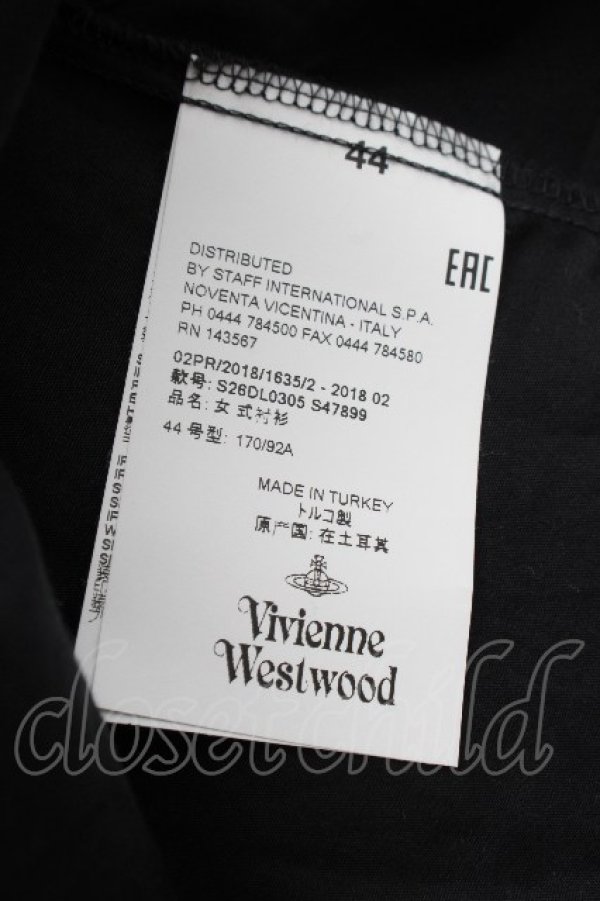 44
EAC
DISTRIBUTED
BY STAFF INTERNATIONAL S.P.A.
NOVENTA VICENTINA - ITALY
PH 0444 784500 FAX 0444 784580
RN 143567
02PR/2018/1635/2 - 2018 02
款号: S26DL0305 S47899
品名: 女式衬衫
44 号型: 170/92A
MADE IN TURKEY
トルコ製
原产国: 在土耳其
Vivienne
Westwood
closetchild